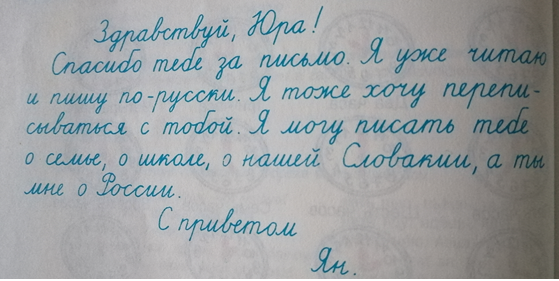 Здравствуй, Юра!
Спасибо тебе за письмо. Я уже читаю
и пишу по-русски. Я тоже хочу перепи-
сываться с тобой. Я могу писать тебе
о семье, о школе, о нашей Словакии, а ты
мне о России.
С приветом
Ян.